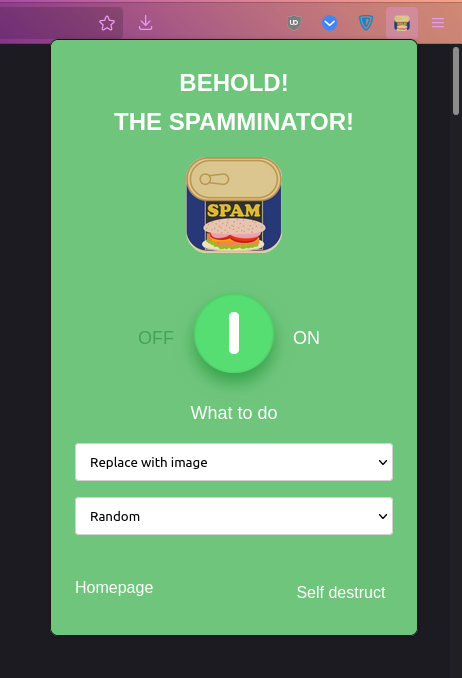 BEHOLD!
THE SPAMMINATOR!
SPAM
OFF
ON
What to do
Replace with image
Random
Homepage
Self destruct